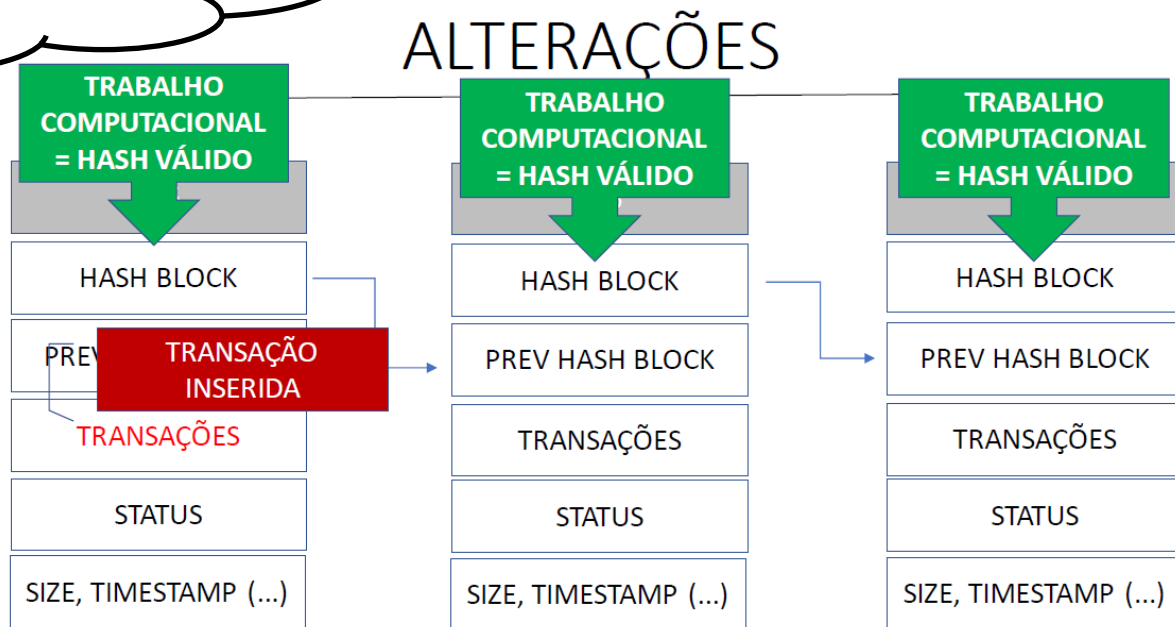 ALTERAÇÕES
TRABALHO
COMPUTACIONAL
= HASH VÁLIDO
TRABALHO
COMPUTACIONAL
= HASH VÁLIDO
TRABALHO
COMPUTACIONAL
= HASH VÁLIDO
HASH BLOCK
HASH BLOCK
HASH BLOCK
TRANSAÇÃO
INSERIDA
PREV HASH BLOCK
PREV HASH BLOCK
TRANSAÇÕES
TRANSAÇÕES
TRANSAÇÕES
STATUS
STATUS
STATUS
SIZE, TIMESTAMP (...)
SIZE, TIMESTAMP (...)
SIZE, TIMESTAMP (...)